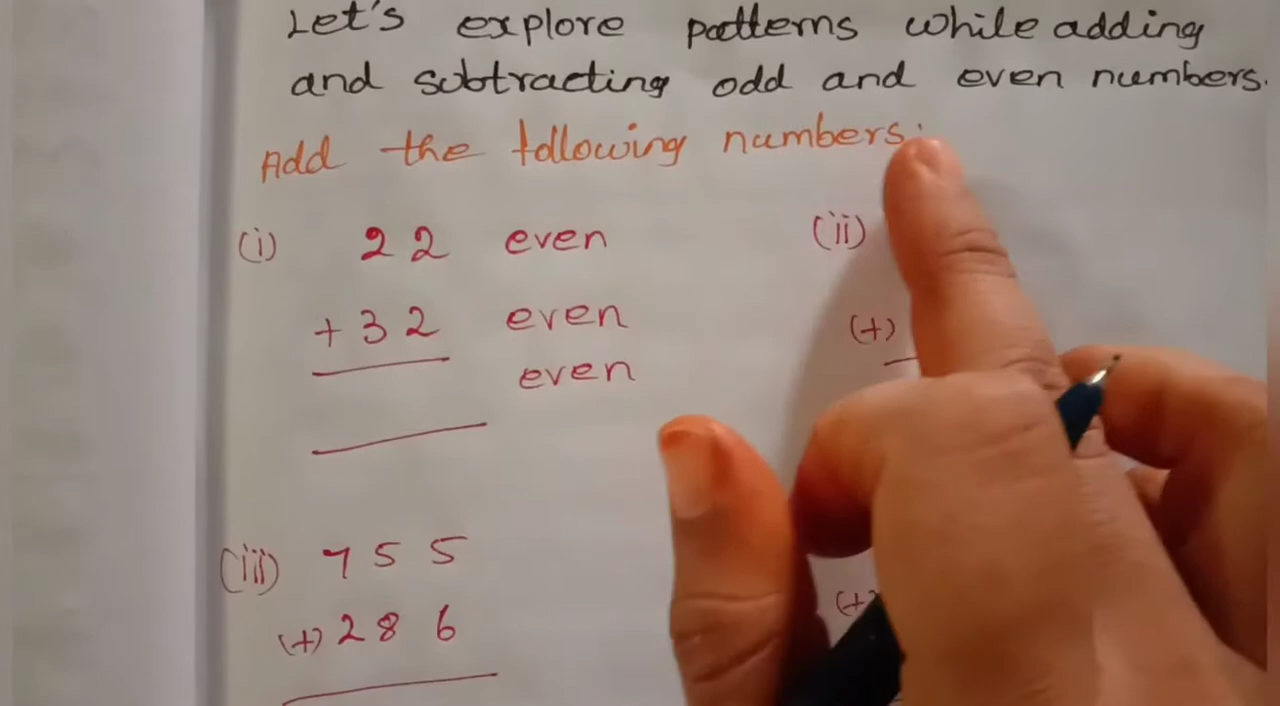 Let's explore patterns while adding
and subtracting odd and even numbers.
Add the following numbers:
(i) 22 even
+32 even
even
(ii)
(+)
(iii) 755
(+) 286
(+)